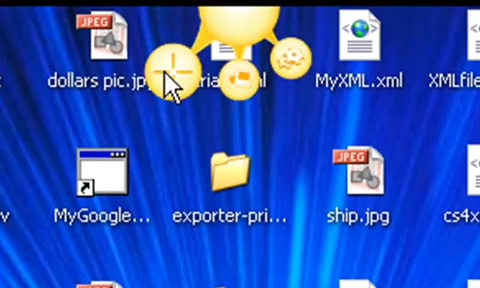 JPEG
dollars pic.jp
MyXML.xml
XMLfile
JPEG
MyGoogle...
exporter-pri...
ship.jpg
cs4x